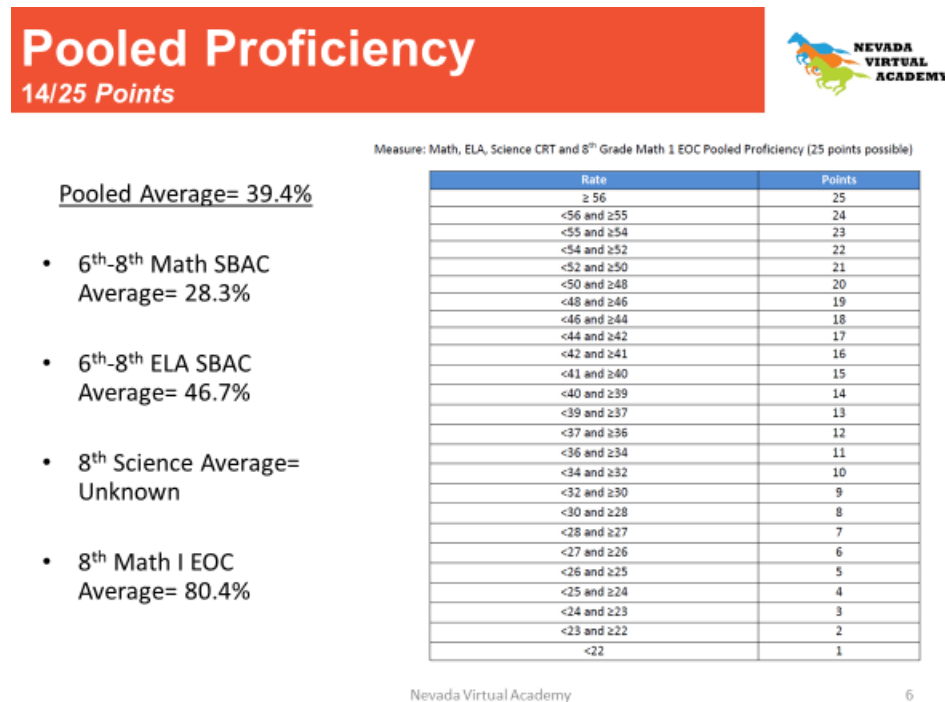 Pooled Proficiency
14/25 Points
NEVADA
VIRTUAL
ACADEMY
Measure: Math, ELA, Science CRT and 8th Grade Math 1 EOC Pooled Proficiency (25 points possible)
Pooled Average= 39.4%
• 6th-8th Math SBAC
Average= 28.3%
• 6th-8th ELA SBAC
Average= 46.7%
• 8th Science Average=
Unknown
• 8th Math I EOC
Average= 80.4%
Rate Points
≥ 56 25
<56 and ≥55 24
<55 and ≥54 23
<54 and ≥52 22
<52 and ≥50 21
<50 and ≥48 20
<48 and ≥46 19
<46 and ≥44 18
<44 and ≥42 17
<42 and ≥41 16
<41 and ≥40 15
<40 and ≥39 14
<39 and ≥37 13
<37 and ≥36 12
<36 and ≥34 11
<34 and ≥32 10
<32 and ≥30 9
<30 and ≥28 8
<28 and ≥27 7
<27 and ≥26 6
<26 and ≥25 5
<25 and ≥24 4
<24 and ≥23 3
<23 and ≥22 2
<22 1
Nevada Virtual Academy
6